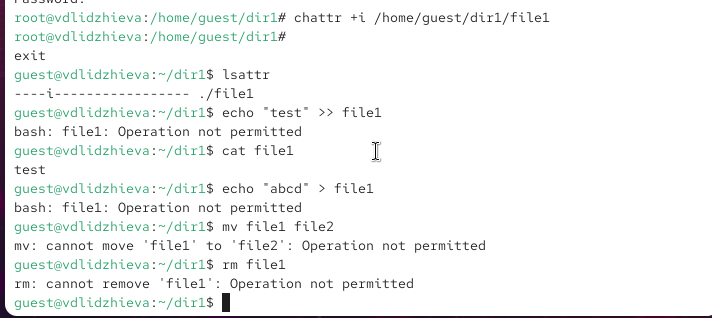 Password:
root@vdlidzhieva:/home/guest/dir1# chattr +i /home/guest/dir1/file1
root@vdlidzhieva:/home/guest/dir1#
exit
guest@vdlidzhieva:~/dir1$ lsattr
----i----------------- ./file1
guest@vdlidzhieva:~/dir1$ echo "test" >> file1
bash: file1: Operation not permitted
guest@vdlidzhieva:~/dir1$ cat file1
test
guest@vdlidzhieva:~/dir1$ echo "abcd" > file1
bash: file1: Operation not permitted
guest@vdlidzhieva:~/dir1$ mv file1 file2
mv: cannot move 'file1' to 'file2': Operation not permitted
guest@vdlidzhieva:~/dir1$ rm file1
rm: cannot remove 'file1': Operation not permitted
guest@vdlidzhieva:~/dir1$